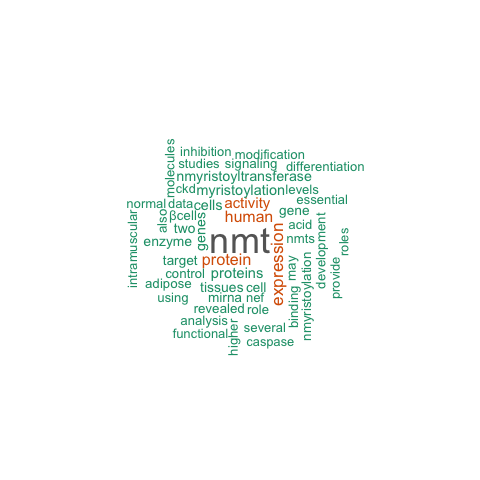 inhibition modification
studies signaling differentiation
molecules
nmyristoyltransferase
ckd myristoylation levels
normal data cells activity essential
also βcells human gene
two genes acid
enzyme nmt nmts
intramuscular
expression
development
roles
target protein may
control proteins
provide
adipose tissues cell
nmyristoylation
using mirna nef
binding
revealed role
analysis several
functional caspase
higher